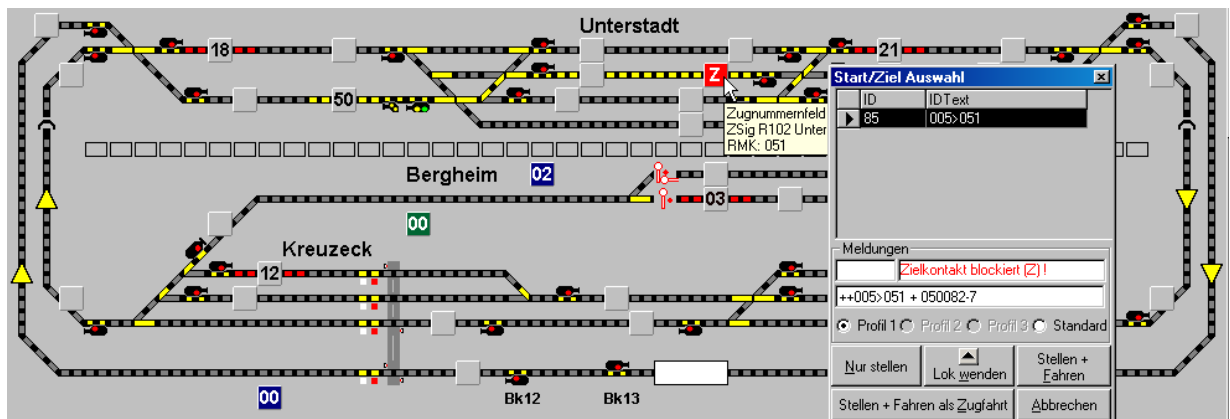 Unterstadt
18
21
Z
50
Start/Ziel Auswahl
ID IDText
85 005>051
Zugnummernfeld
ZSig R102 Unter
RMK: 051
Bergheim
02
03
00
Kreuzeck
12
Meldungen
Zielkontakt blockiert (Z) !
++005>051 + 050082-7
Profil 1 Profil 2 Profil 3 Standard
Nur stellen
Lok wenden
Stellen +
Fahren
00
Bk12
Bk13
Stellen + Fahren als Zugfahrt
Abbrechen